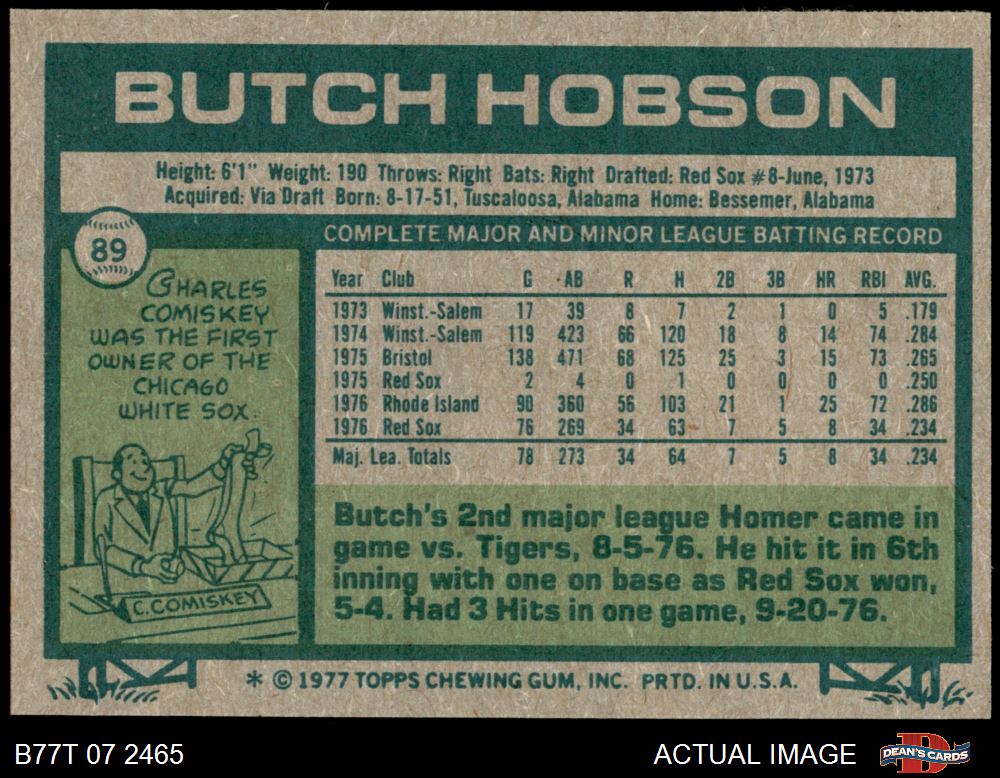 BUTCH HOBSON
Height: 6'1" Weight: 190 Throws: Right Bats: Right Drafted: Red Sox #8-June, 1973
Acquired: Via Draft Born: 8-17-51, Tuscaloosa, Alabama Home: Bessemer, Alabama
89
CHARLES
COMISKEY
WAS THE FIRST
OWNER OF THE
CHICAGO
WHITE SOX.
C. COMISKEY
COMPLETE MAJOR AND MINOR LEAGUE BATTING RECORD
Year Club G AB R H 2B 3B HR RBI AVG.
1973 Winst.-Salem 17 39 8 7 2 1 0 5 .179
1974 Winst.-Salem 119 423 66 120 18 8 14 74 .284
1975 Bristol 138 471 68 125 25 3 15 73 .265
1975 Red Sox 2 4 0 1 0 0 0 0 .250
1976 Rhode Island 90 360 56 103 21 1 25 72 .286
1976 Red Sox 76 269 34 63 7 5 8 34 .234
Maj. Lea. Totals 78 273 34 64 7 5 8 34 .234
Butch's 2nd major league Homer came in
game vs. Tigers, 8-5-76. He hit it in 6th
inning with one on base as Red Sox won,
5-4. Had 3 Hits in one game, 9-20-76.
* © 1977 TOPPS CHEWING GUM, INC. PRTD. IN U.S.A.
B77T 07 2465
ACTUAL IMAGE
D
DEAN'S CARDS